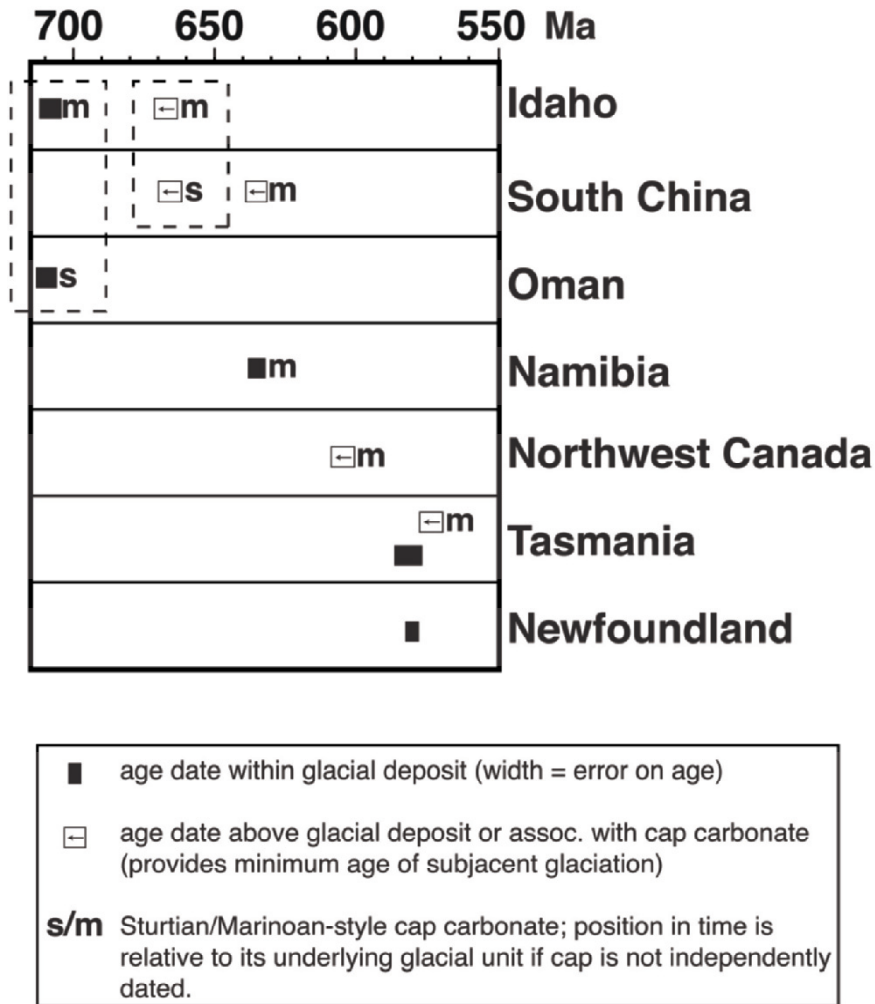 700 650 600 550 Ma
m m Idaho
s m South China
s Oman
m Namibia
m Northwest Canada
m
Tasmania
Newfoundland
age date within glacial deposit (width = error on age)
age date above glacial deposit or assoc. with cap carbonate
(provides minimum age of subjacent glaciation)
s/m Sturtian/Marinoan-style cap carbonate; position in time is
relative to its underlying glacial unit if cap is not independently
dated.